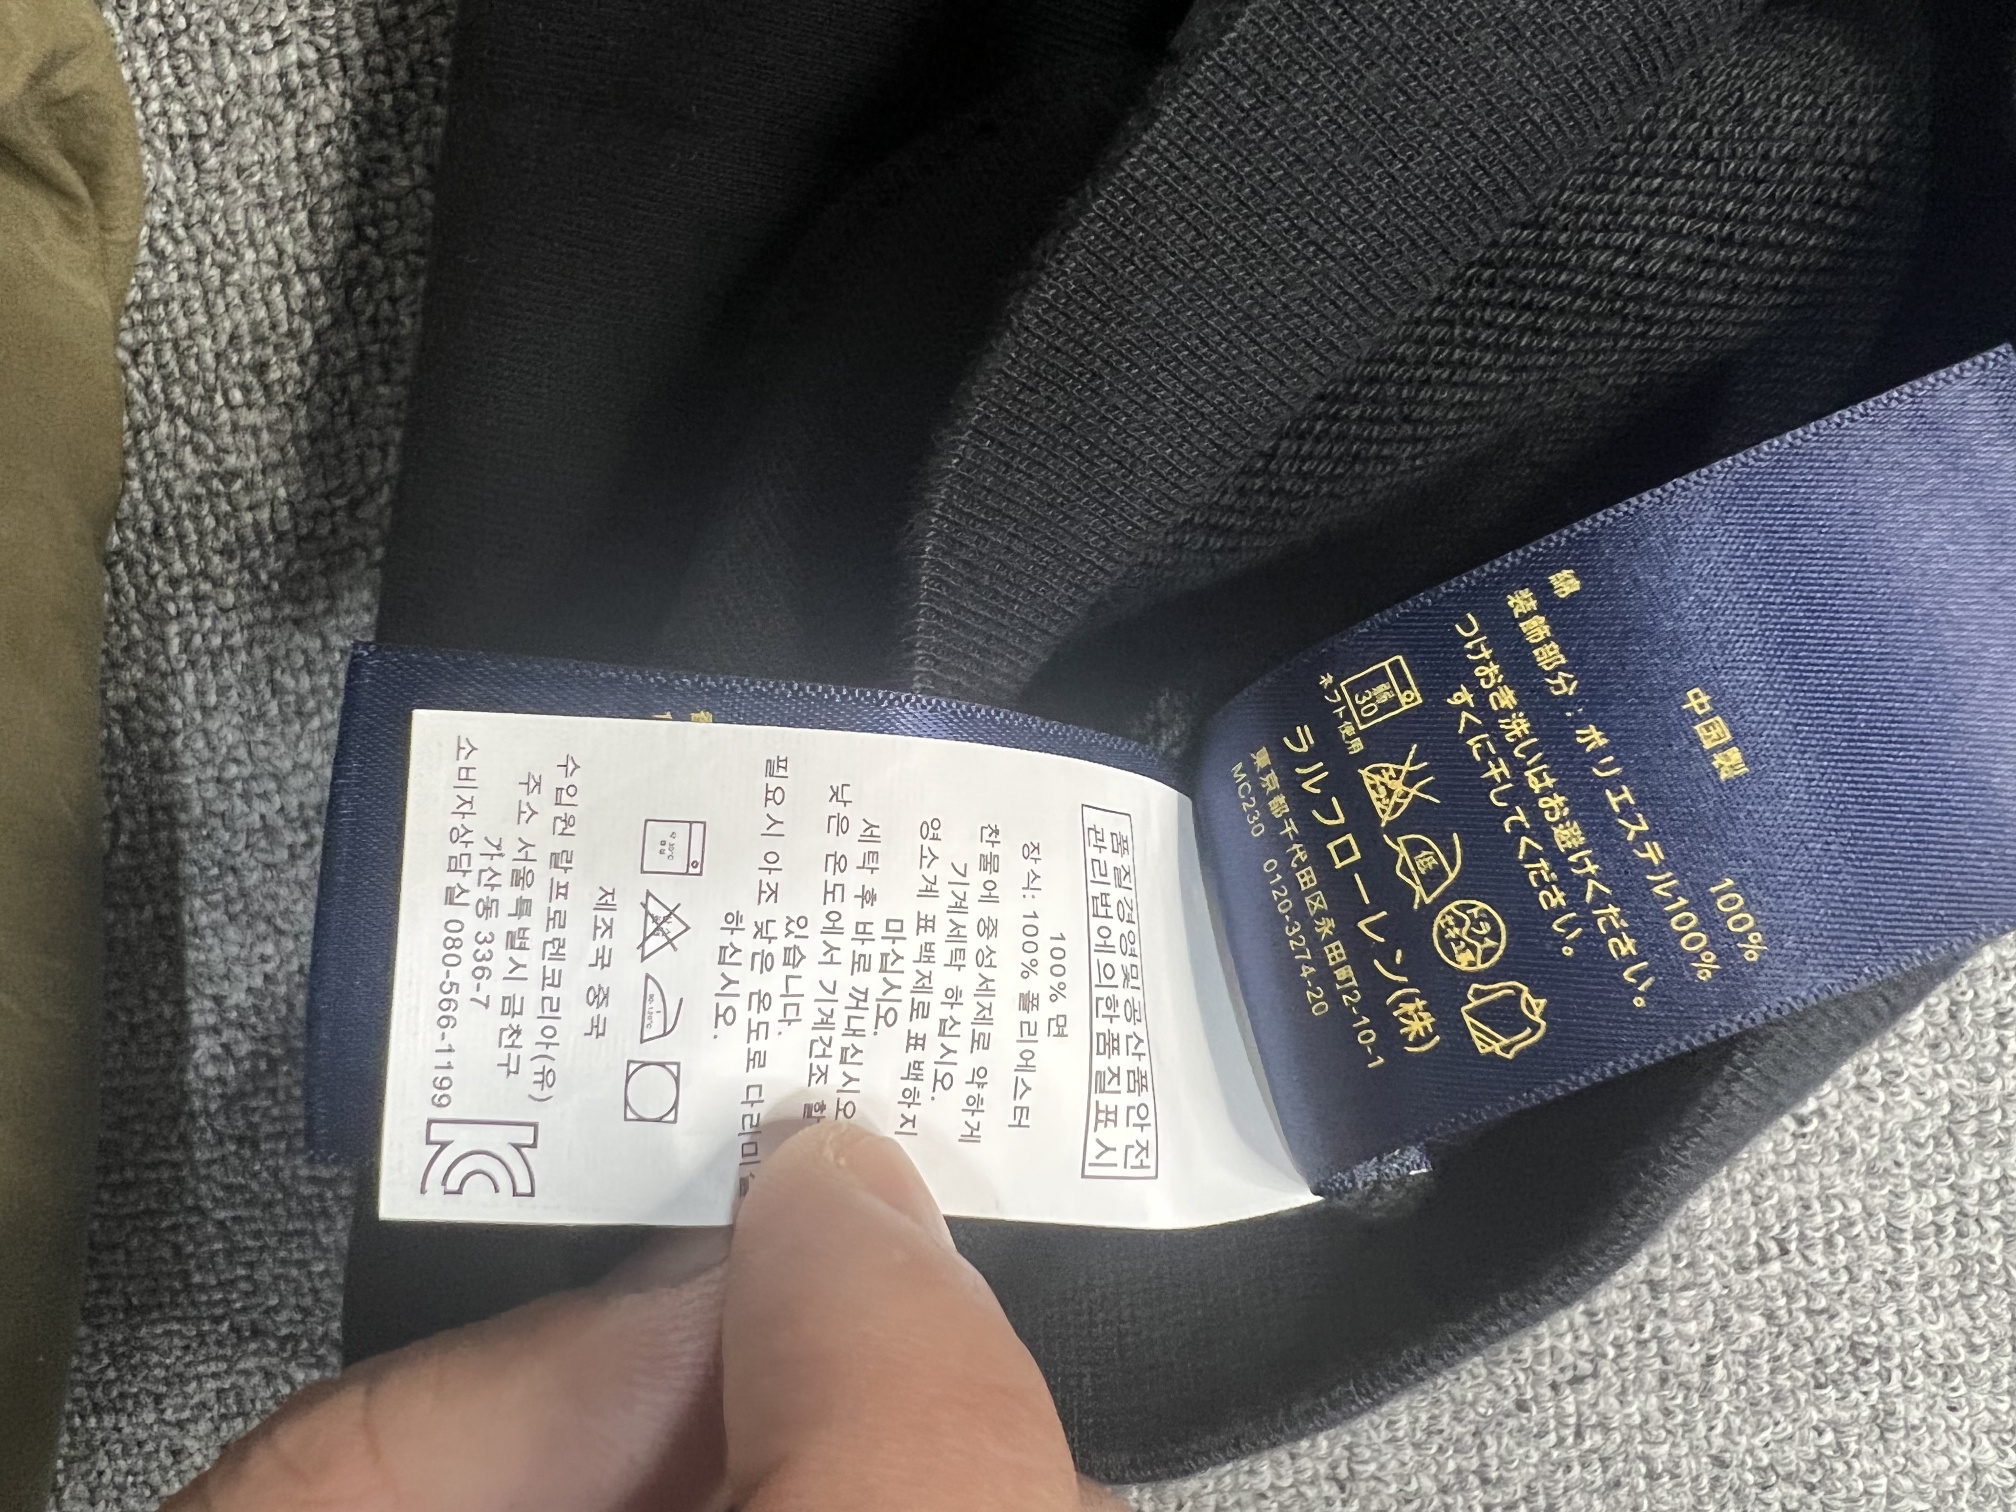 품질경영및공산품안전
관리법에의한품질표시
100% 면
장식: 100% 폴리에스터
찬물에 중성세제로 약하게
기계세탁 하십시오.
염소계 표백제로 표백하지
마십시오.
세탁 후 바로 꺼내십시오
낮은 온도에서 기계건조 할
있습니다.
필요시 아주 낮은 온도로 다리미
하십시오.
제조국 중국
수입원 랄프로렌코리아(유)
주소 서울특별시 금천구
가산동 336-7
소비자상담실 080-566-1199
中国製
綿 100%
装飾部分:ポリエステル100%
つけおき洗いはお避けください。
すぐに干してください。
30
ネット使用
低
ラルフローレン(株)
東京都千代田区永田町2-10-1
MC230 0120-3274-20